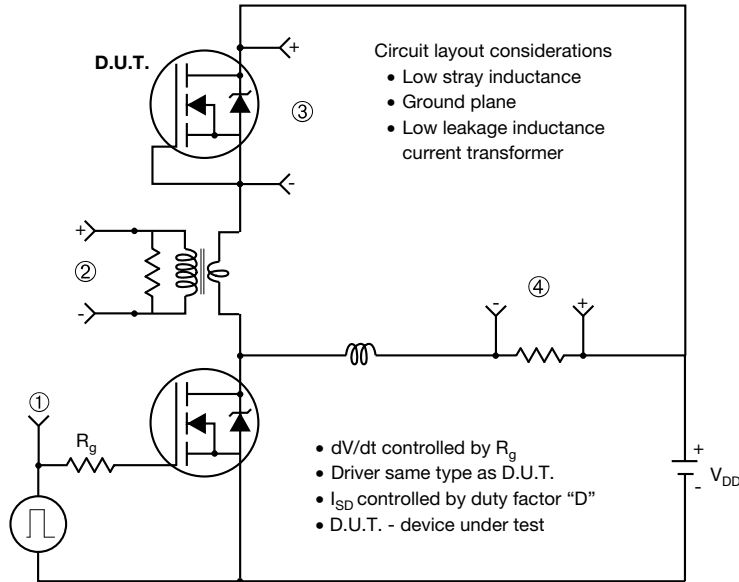 D.U.T.
+
③
-
Circuit layout considerations
• Low stray inductance
• Ground plane
• Low leakage inductance
current transformer
+
②
-
-
④
+
①
Rg
• dV/dt controlled by Rg
• Driver same type as D.U.T.
• ISD controlled by duty factor “D”
• D.U.T. - device under test
+
-
VDD